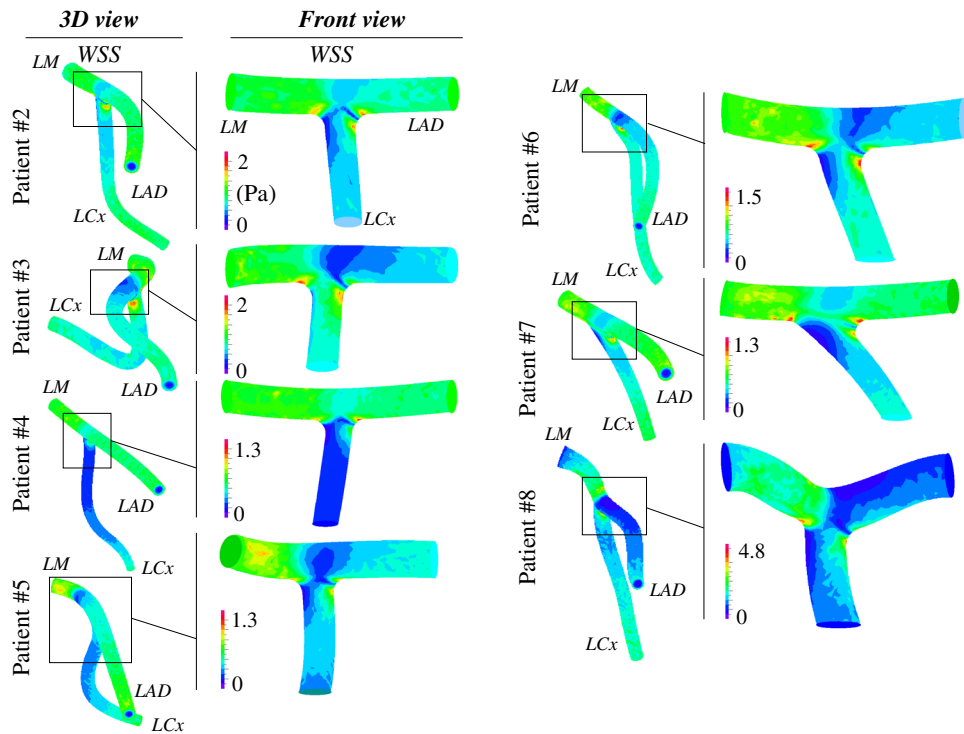 3D view
Front view
WSS
WSS
LM
Patient #2
LAD
LCx
2
(Pa)
0
LM
LAD
LCx
Patient #3
LM
LCx
LAD
2
0
Patient #4
LM
LAD
LCx
1.3
0
Patient #5
LM
LAD
LCx
1.3
0
Patient #6
LM
LAD
LCx
1.5
0
Patient #7
LM
LAD
LCx
1.3
0
Patient #8
LM
LAD
LCx
4.8
0